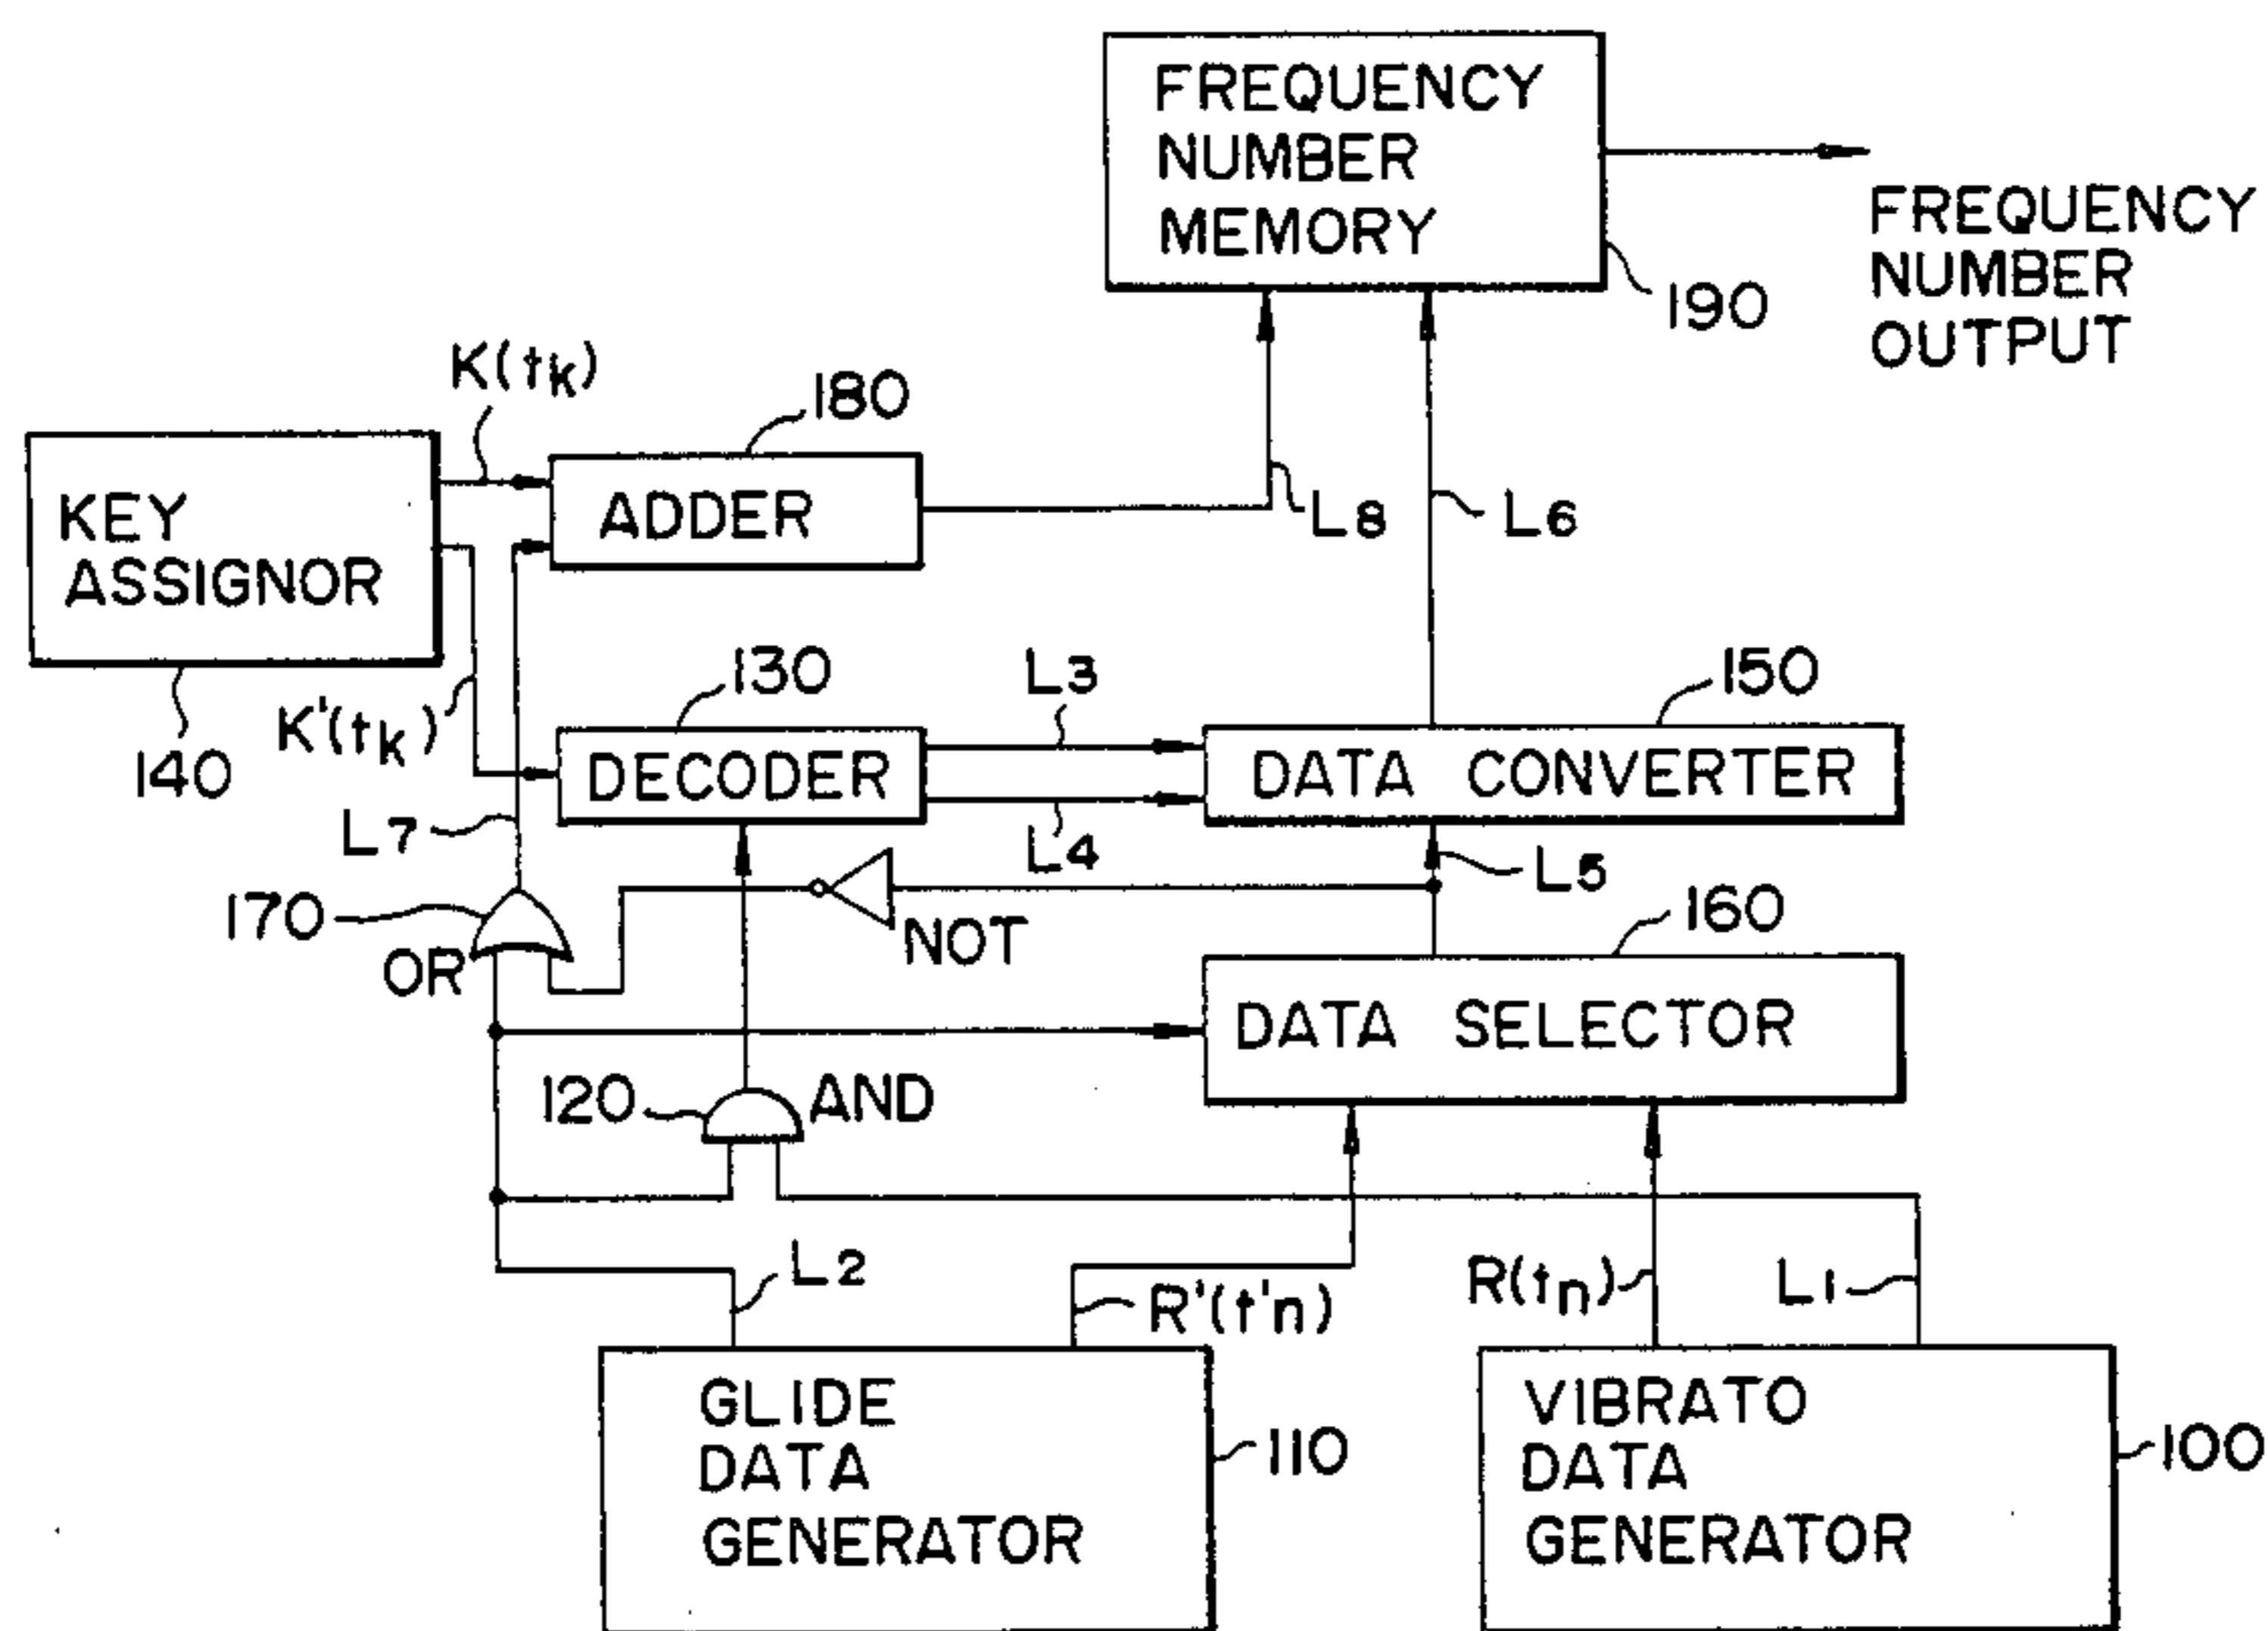 FREQUENCY
NUMBER
MEMORY
190
FREQUENCY
NUMBER
OUTPUT
K(tk)
180
KEY
ASSIGNOR
ADDER
L8
L6
140
K'(tk)
130
L3
150
DECODER
DATA CONVERTER
L7
L4
L5
170
OR
NOT
160
DATA SELECTOR
120
AND
L2
R'(t'n)
R(tn)
L1
GLIDE
DATA
GENERATOR
110
VIBRATO
DATA
GENERATOR
100